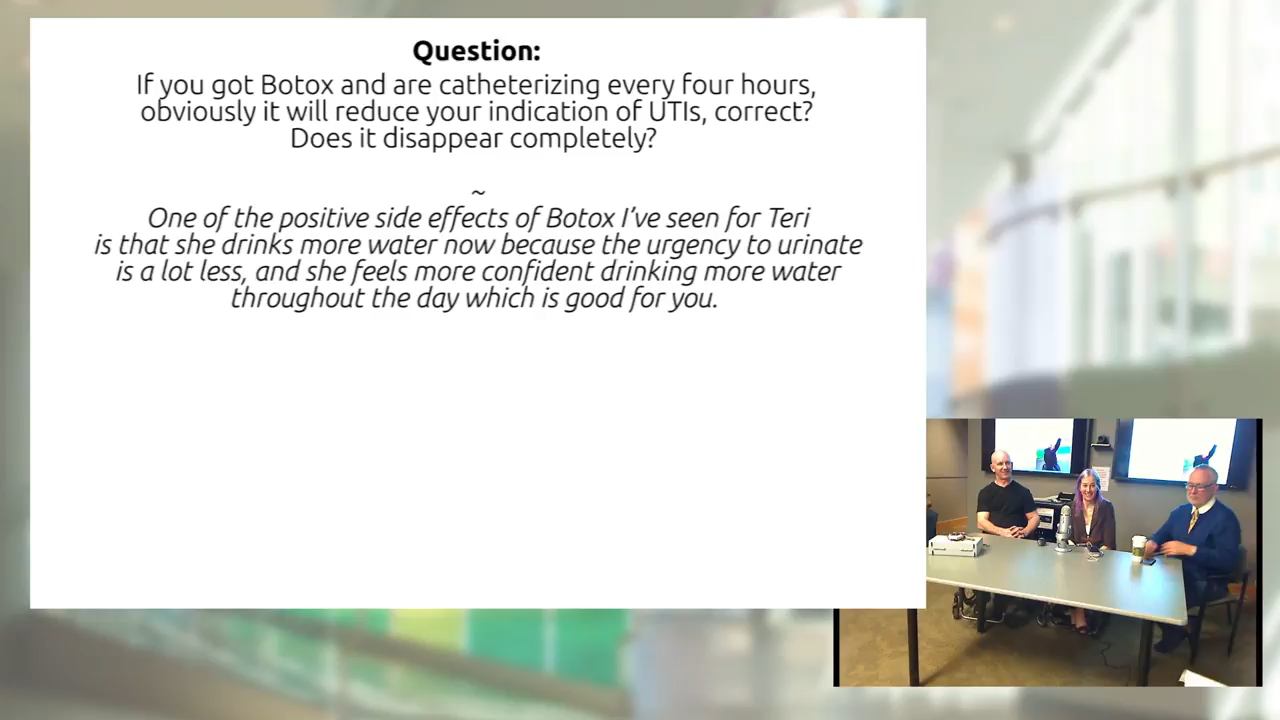 Question:
If you got Botox and are catheterizing every four hours,
obviously it will reduce your indication of UTIs, correct?
Does it disappear completely?
~
One of the positive side effects of Botox I've seen for Teri
is that she drinks more water now because the urgency to urinate
is a lot less, and she feels more confident drinking more water
throughout the day which is good for you.